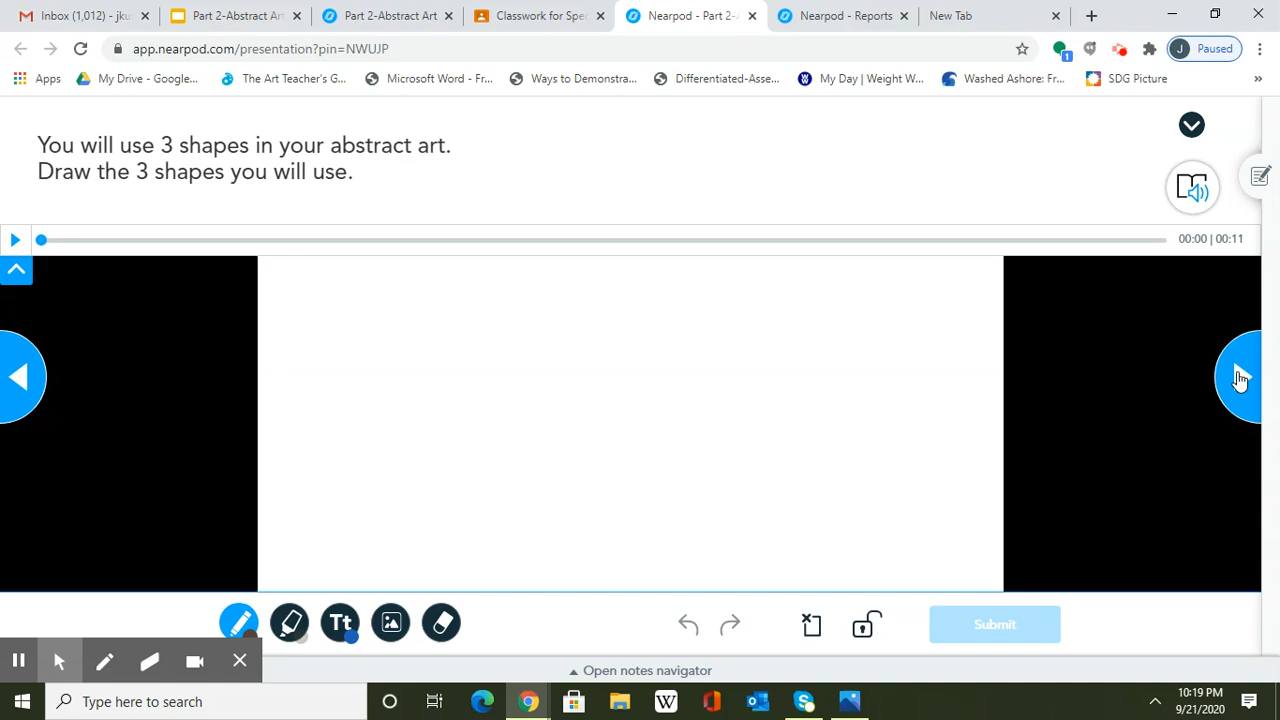 Inbox (1,012) - jku
Part 2-Abstract Art
Part 2-Abstract Art
Classwork for Spe
Nearpod - Part 2-
Nearpod - Reports
New Tab
app.nearpod.com/presentation?pin=NWUJP
J Paused
1
Apps
My Drive - Google...
The Art Teacher's G...
Microsoft Word - Fr...
Ways to Demonstra...
Differentiated-Asse...
W My Day | Weight W...
Washed Ashore: Fr...
SDG Picture
»
You will use 3 shapes in your abstract art.
Draw the 3 shapes you will use.
00:00 | 00:11
Tt
Submit
Open notes navigator
Type here to search
W
10:19 PM
9/21/2020